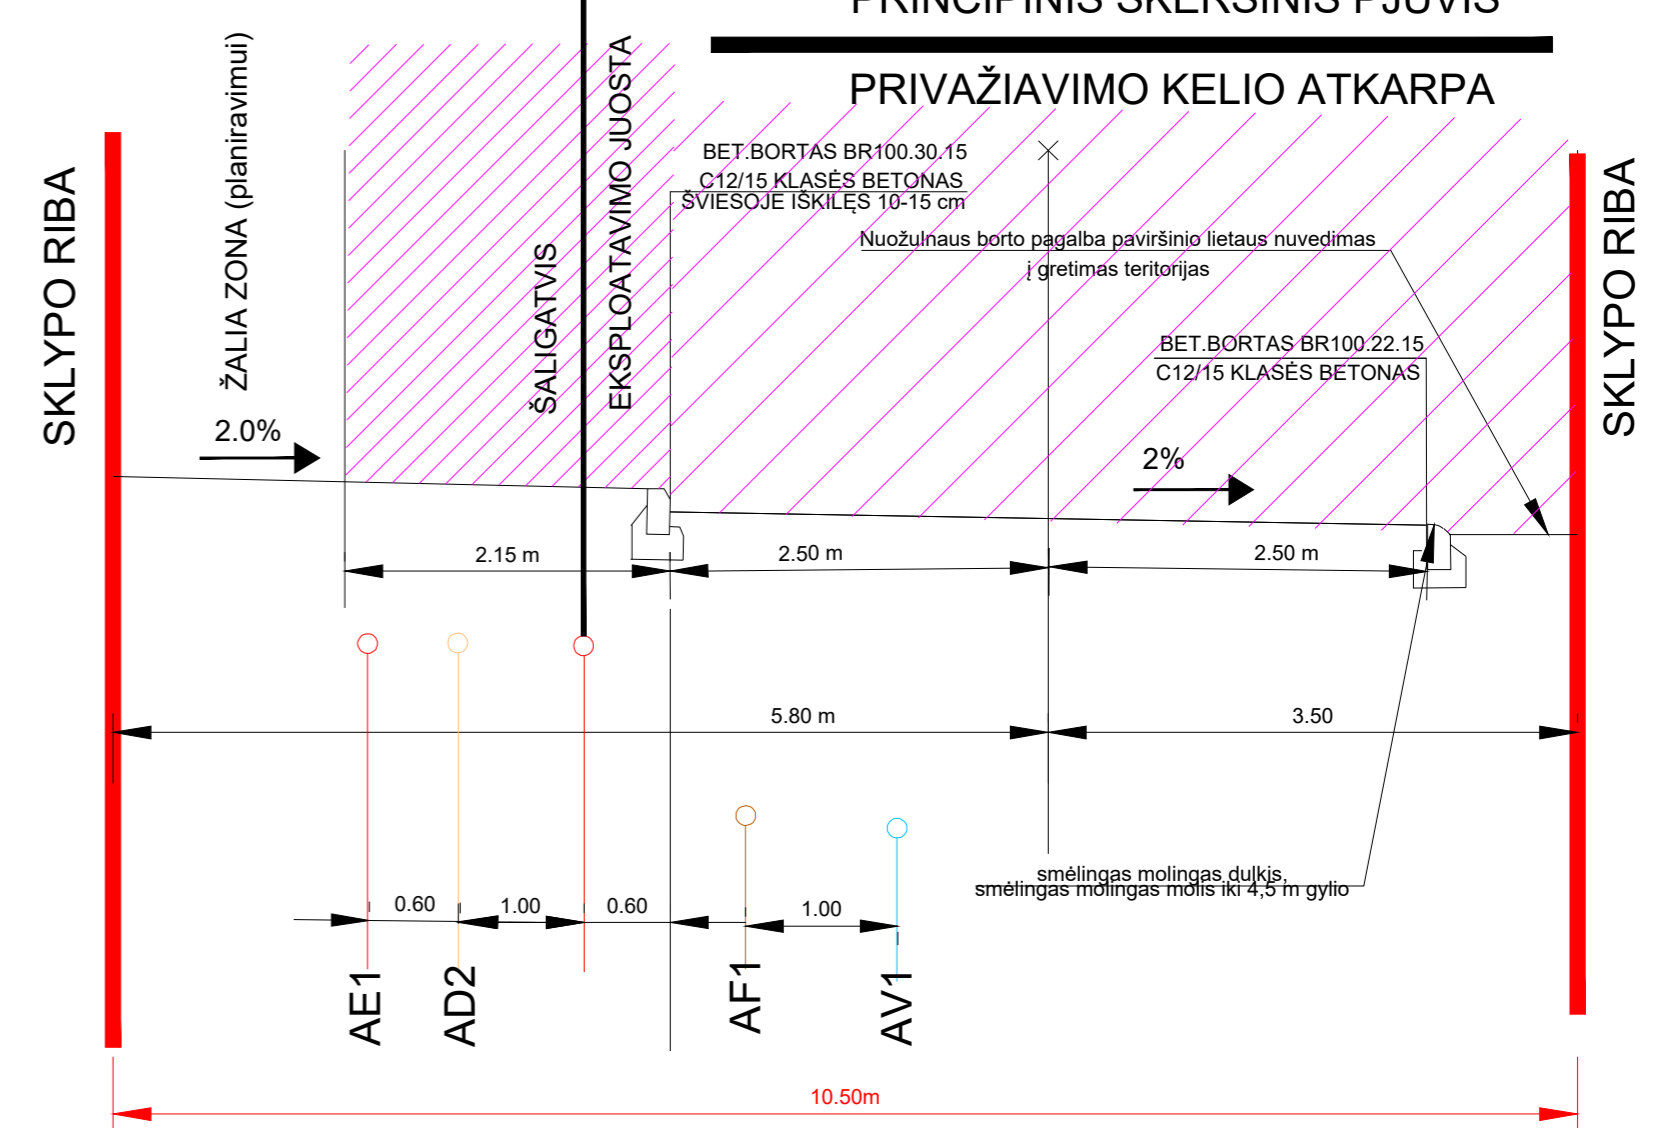 PRINCIPINIS SKERSINIS PJŪVIS
PRIVAŽIAVIMO KELIO ATKARPA
SKLYPO RIBA
ŽALIA ZONA (planiravimui)
ŠALIGATVIS
EKSPLOATAVIMO JUOSTA
BET.BORTAS BR100.30.15
C12/15 KLASĖS BETONAS
ŠVIESOJE IŠKILĘS 10-15 cm
Nuožulnaus borto pagalba paviršinio lietaus nuvedimas
į gretimas teritorijas
BET.BORTAS BR100.22.15
C12/15 KLASĖS BETONAS
SKLYPO RIBA
2.0%
2%
2.15 m
2.50 m
2.50 m
5.80 m
3.50
smėlingas molingas dulkis,
smėlingas molingas molis iki 4,5 m gylio
0.60
1.00
0.60
1.00
AE1
AD2
AF1
AV1
10.50m